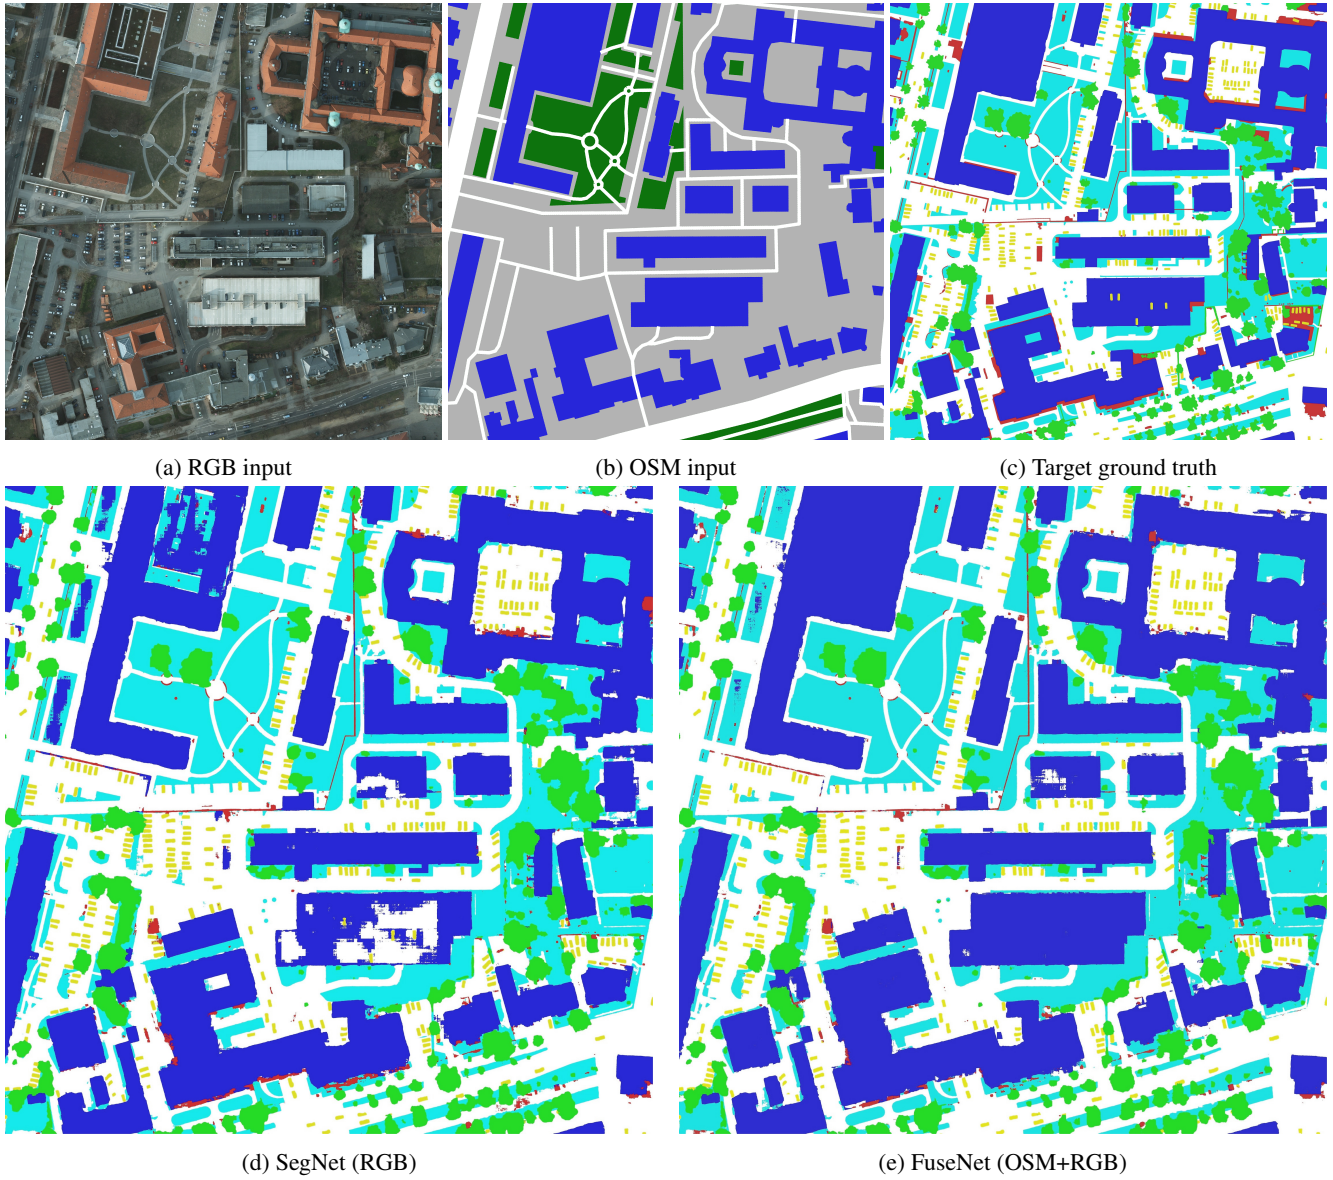 (a) RGB input
(b) OSM input
(c) Target ground truth
(d) SegNet (RGB)
(e) FuseNet (OSM+RGB)